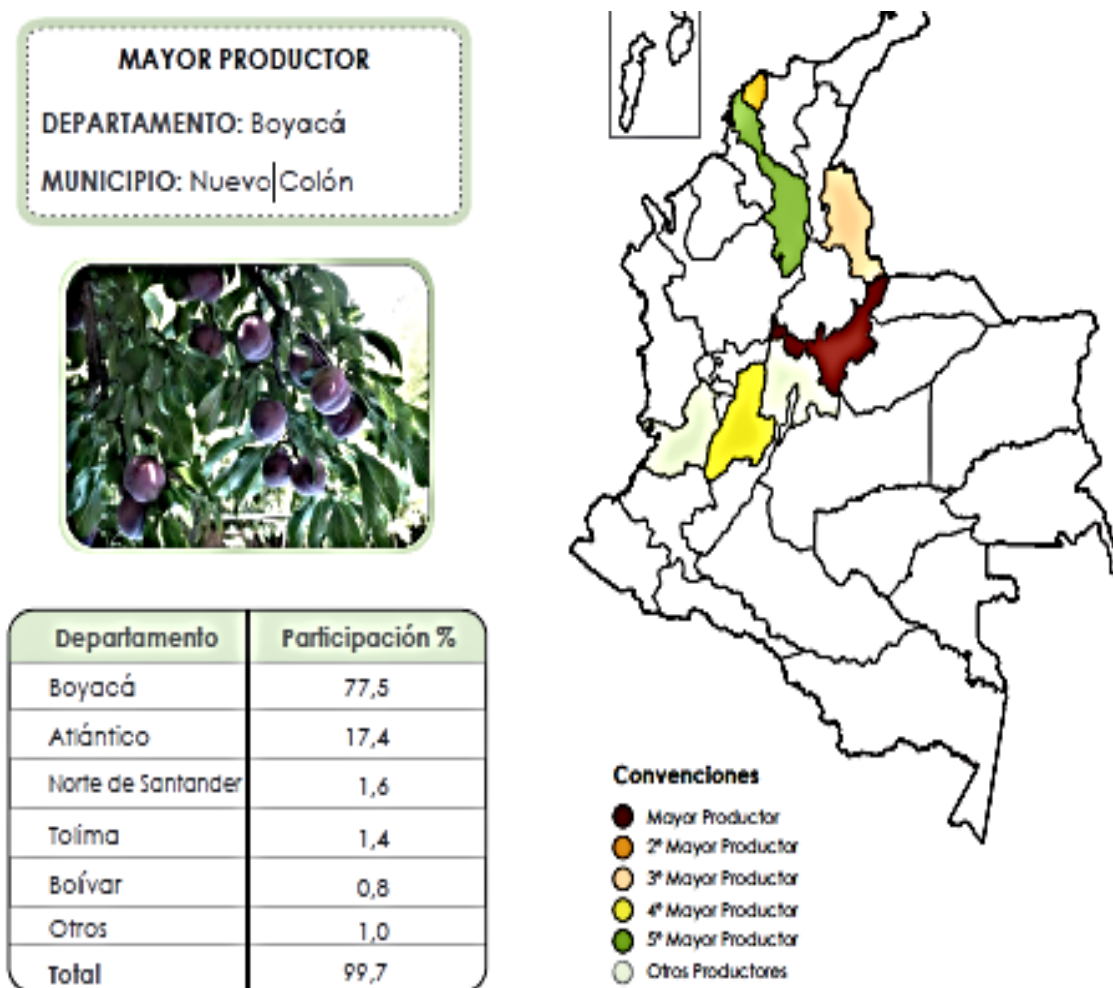 MAYOR PRODUCTOR
DEPARTAMENTO: Boyacá
MUNICIPIO: Nuevo Colón
Departamento Participación %
Boyacá 77,5
Atlántico 17,4
Norte de Santander 1,6
Tolima 1,4
Bolívar 0,8
Otros 1,0
Total 99,7
Convenciones
Mayor Productor
2º Mayor Productor
3º Mayor Productor
4º Mayor Productor
5º Mayor Productor
Otros Productores